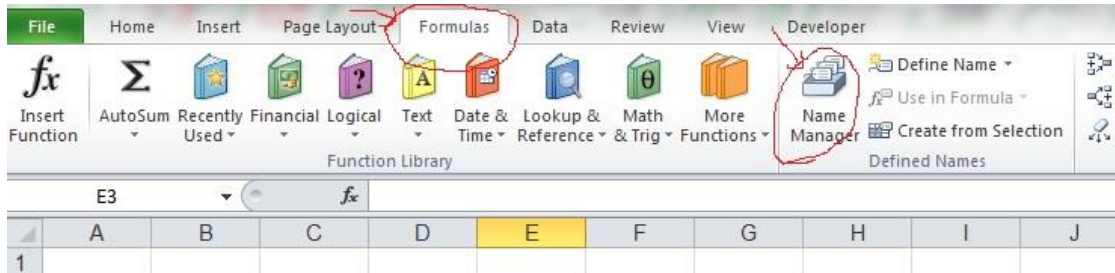 File Home Insert Page Layout Formulas Data Review View Developer
fx Σ A ? θ
Insert Function
AutoSum
Recently Used
Financial
Logical
Text
Date & Time
Lookup & Reference
Math & Trig
More Functions
Function Library
Name Manager
Define Name
Use in Formula
Create from Selection
Defined Names
E3 fx
A B C D E F G H I J
1